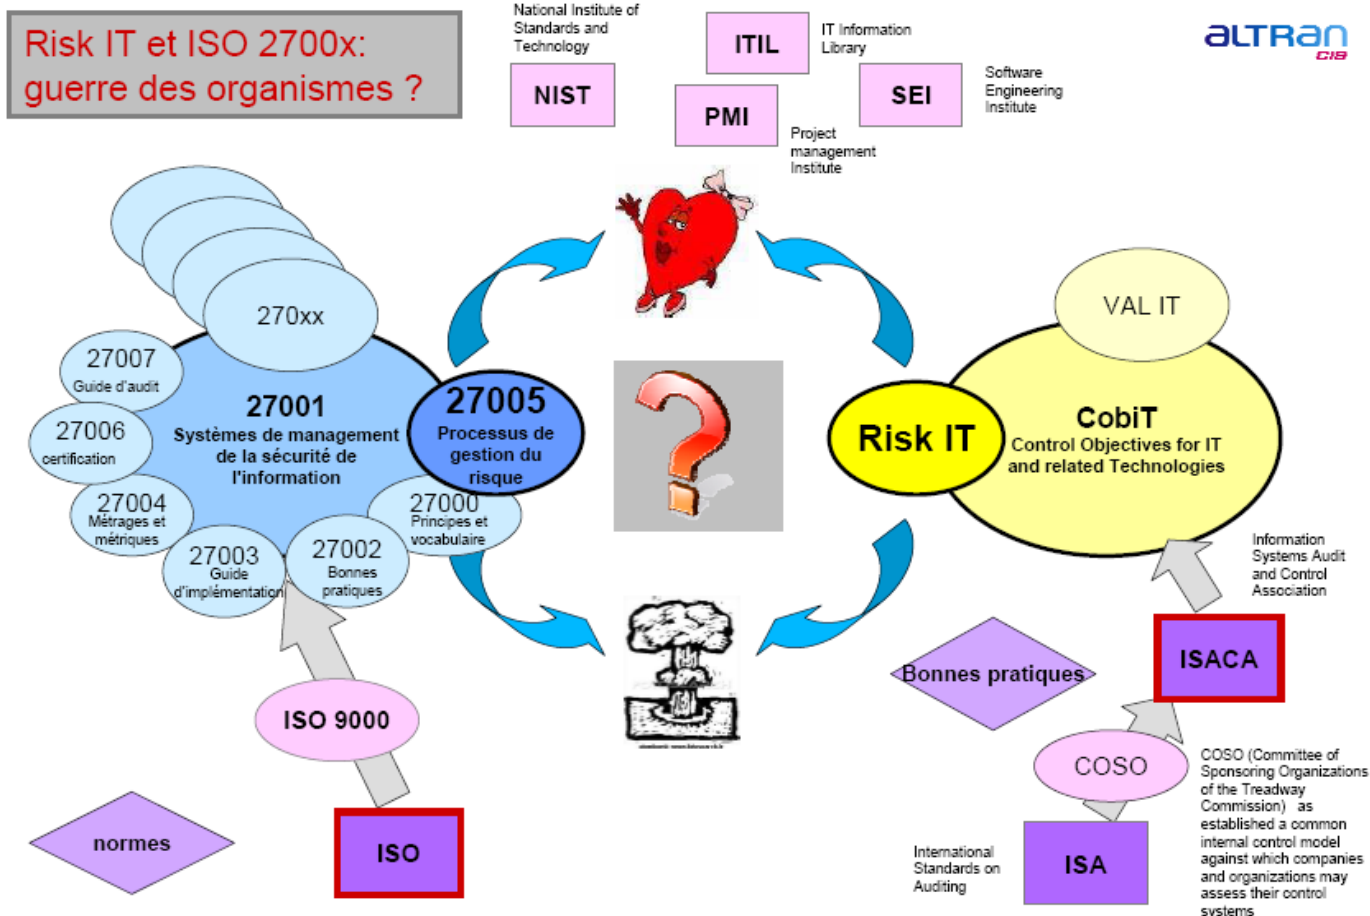 Risk IT et ISO 2700x:
guerre des organismes ?
National Institute of
Standards and
Technology
NIST
ITIL
IT Information
Library
PMI
Project
management
Institute
SEI
Software
Engineering
Institute
ALTRAN
CIS
270xx
27007
Guide d'audit
27006
certification
27004
Métrages et
métriques
27003
Guide
d'implémentation
27002
Bonnes
pratiques
27000
Principes et
vocabulaire
27001
Systèmes de management
de la sécurité de
l'information
27005
Processus de
gestion du
risque
Risk IT
VAL IT
CobiT
Control Objectives for IT
and related Technologies
Information
Systems Audit
and Control
Association
ISACA
Bonnes pratiques
COSO
COSO (Committee of
Sponsoring Organizations
of the Treadway
Commission) as
established a common
internal control model
against which companies
and organizations may
assess their control
systems
International
Standards on
Auditing
ISA
ISO 9000
normes
ISO